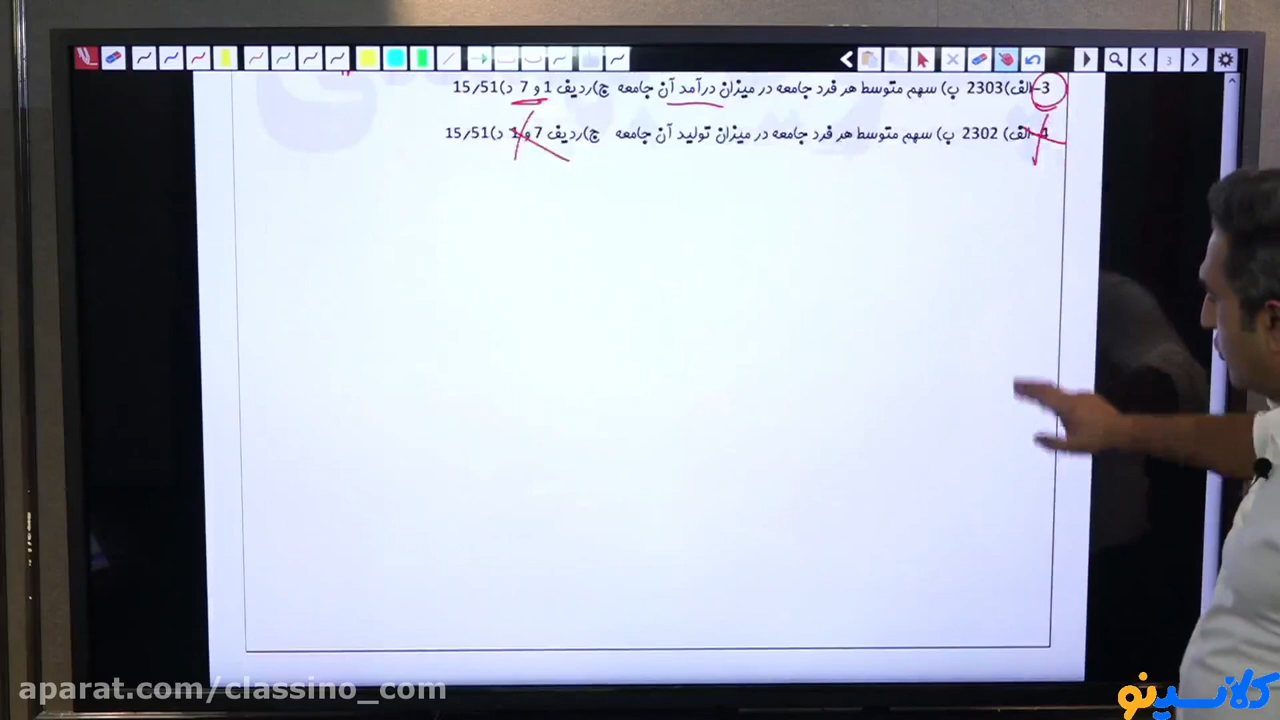 3-الف)2303 ب) سهم متوسط هر فرد جامعه در میزان درآمد آن جامعه ج)ردیف 1 و 7 د)15/51
4-الف) 2302 ب) سهم متوسط هر فرد جامعه در میزان تولید آن جامعه ج)ردیف 7 و 1 د)15/51
3
aparat.com/classino_com
کلاسینو